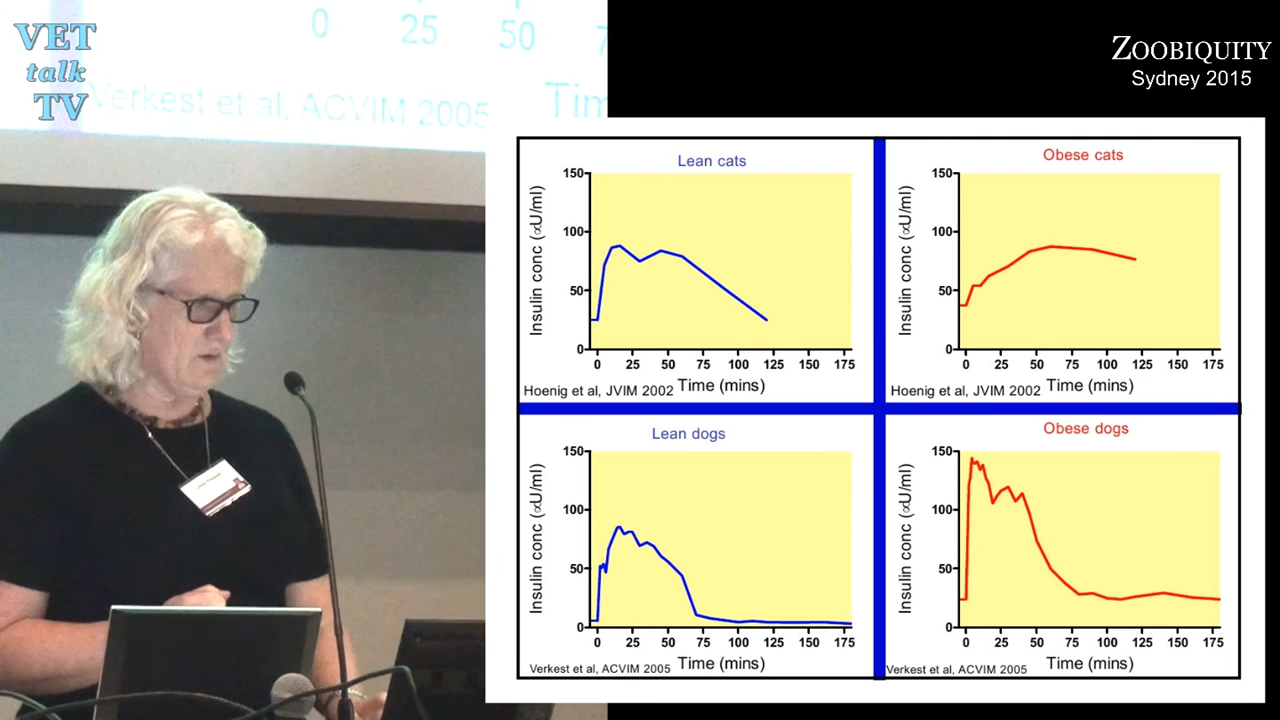 VET
talk
TV
0 25 50
Verkest et al, ACVIM 2005
ZOOBIQUITY
Sydney 2015
Lean cats
150
100
50
0
Insulin conc (∝U/ml)
0 25 50 75 100 125 150 175
Time (mins)
Hoenig et al, JVIM 2002
Obese cats
150
100
50
0
Insulin conc (∝U/ml)
0 25 50 75 100 125 150 175
Time (mins)
Hoenig et al, JVIM 2002
Lean dogs
150
100
50
0
Insulin conc (∝U/ml)
0 25 50 75 100 125 150 175
Time (mins)
Verkest et al, ACVIM 2005
Obese dogs
150
100
50
0
Insulin conc (∝U/ml)
0 25 50 75 100 125 150 175
Time (mins)
Verkest et al, ACVIM 2005